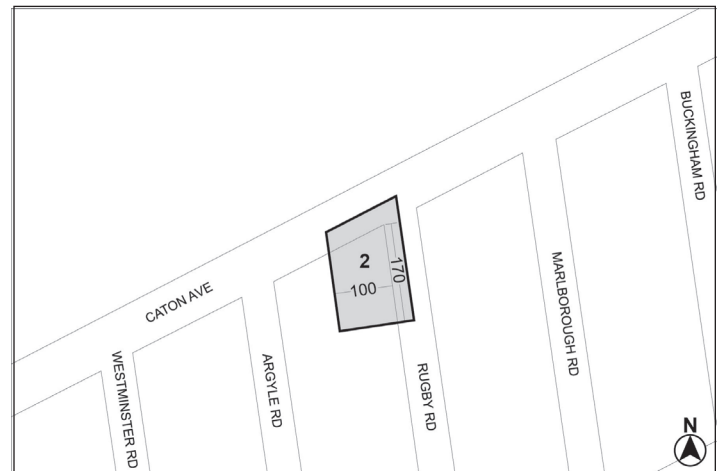 BUCKINGHAM RD
2
170
100
MARLBOROUGH RD
CATON AVE
WESTMINSTER RD
ARGYLE RD
RUGBY RD
N